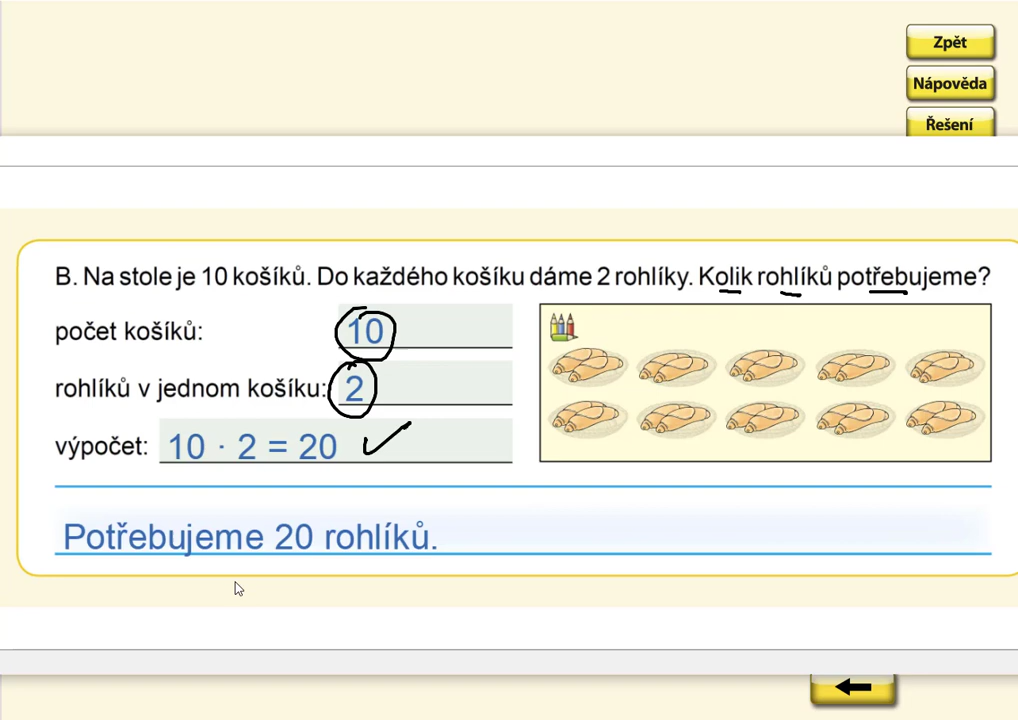 Zpět
Nápověda
Řešení
B. Na stole je 10 košíků. Do každého košíku dáme 2 rohlíky. Kolik rohlíků potřebujeme?
počet košíků: 10
rohlíků v jednom košíku: 2
výpočet: 10 · 2 = 20
Potřebujeme 20 rohlíků.